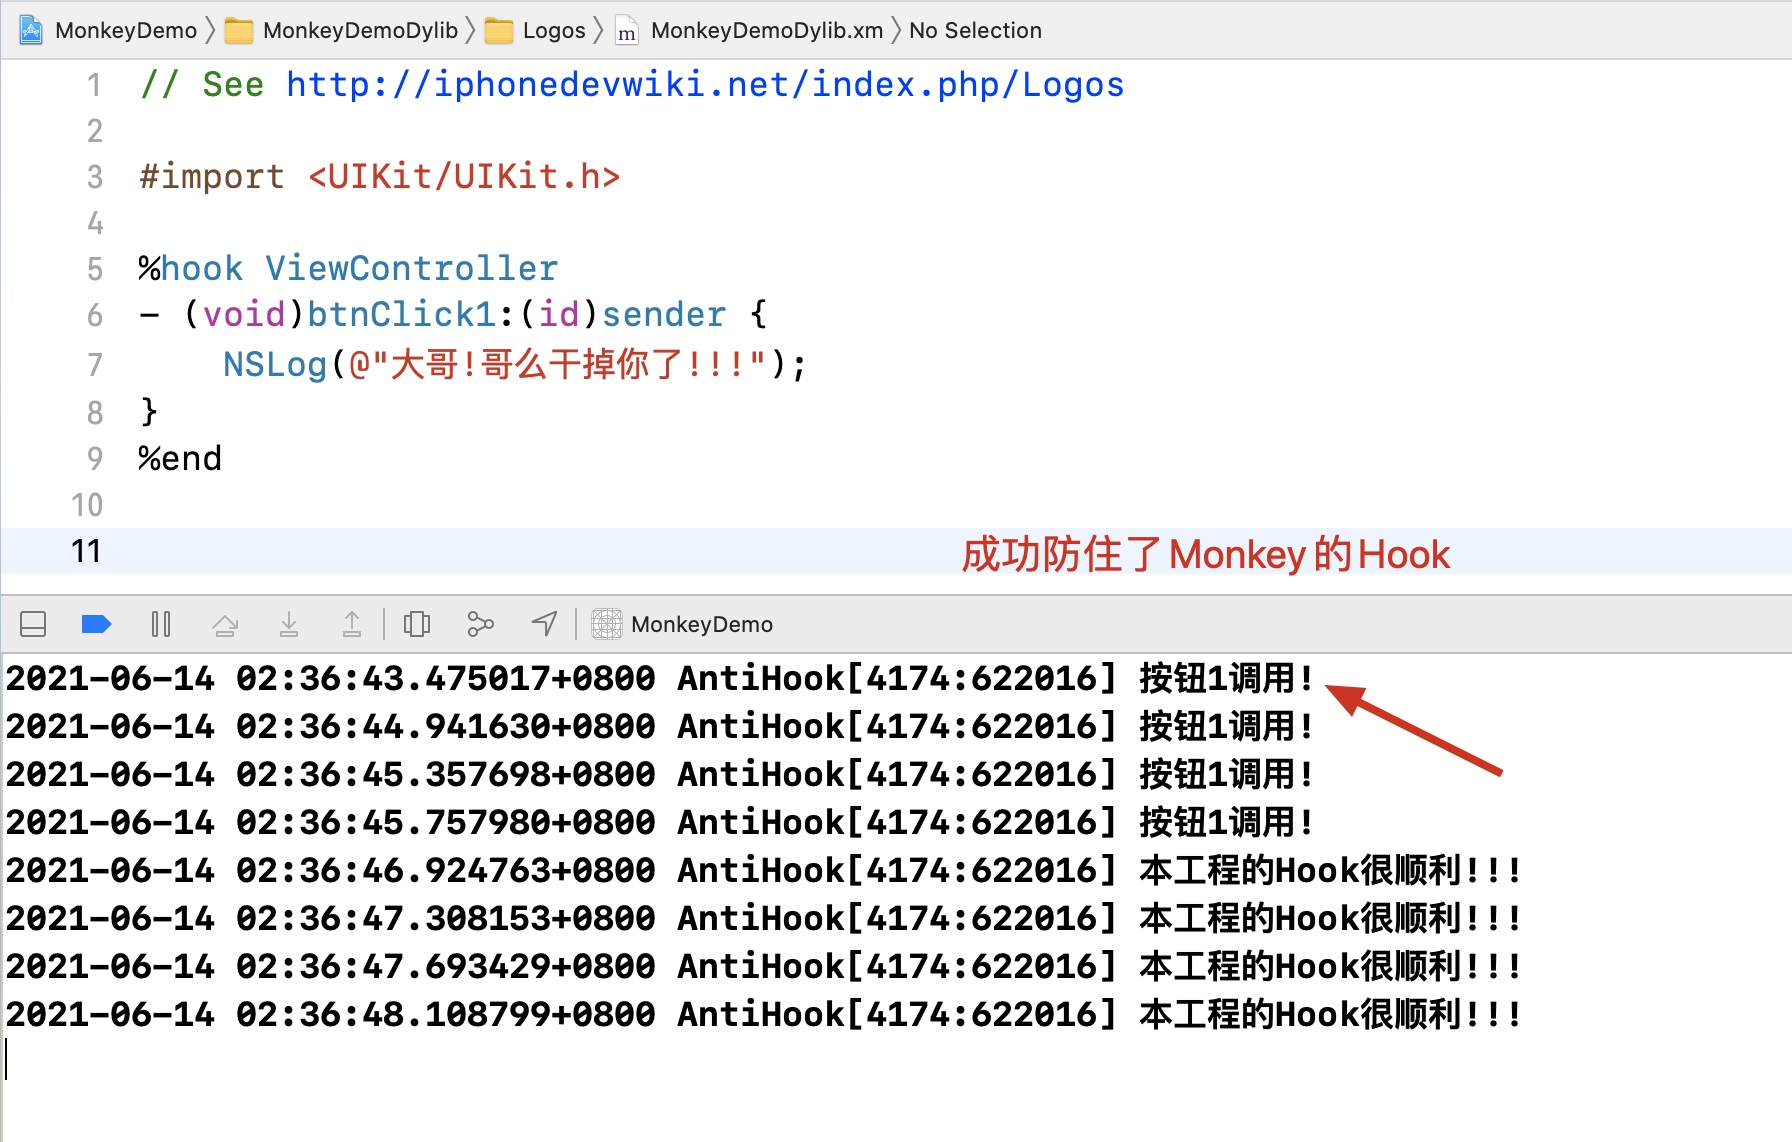 MonkeyDemo MonkeyDemoDylib Logos m MonkeyDemoDylib.xm No Selection
1 // See http://iphonedevwiki.net/index.php/Logos
2
3 #import <UIKit/UIKit.h>
4
5 %hook ViewController
6 - (void)btnClick1:(id)sender {
7 NSLog(@"大哥!哥么干掉你了!!!");
8 }
9 %end
10
11
成功防住了Monkey的Hook
MonkeyDemo
2021-06-14 02:36:43.475017+0800 AntiHook[4174:622016] 按钮1调用!
2021-06-14 02:36:44.941630+0800 AntiHook[4174:622016] 按钮1调用!
2021-06-14 02:36:45.357698+0800 AntiHook[4174:622016] 按钮1调用!
2021-06-14 02:36:45.757980+0800 AntiHook[4174:622016] 按钮1调用!
2021-06-14 02:36:46.924763+0800 AntiHook[4174:622016] 本工程的Hook很顺利!!!
2021-06-14 02:36:47.308153+0800 AntiHook[4174:622016] 本工程的Hook很顺利!!!
2021-06-14 02:36:47.693429+0800 AntiHook[4174:622016] 本工程的Hook很顺利!!!
2021-06-14 02:36:48.108799+0800 AntiHook[4174:622016] 本工程的Hook很顺利!!!